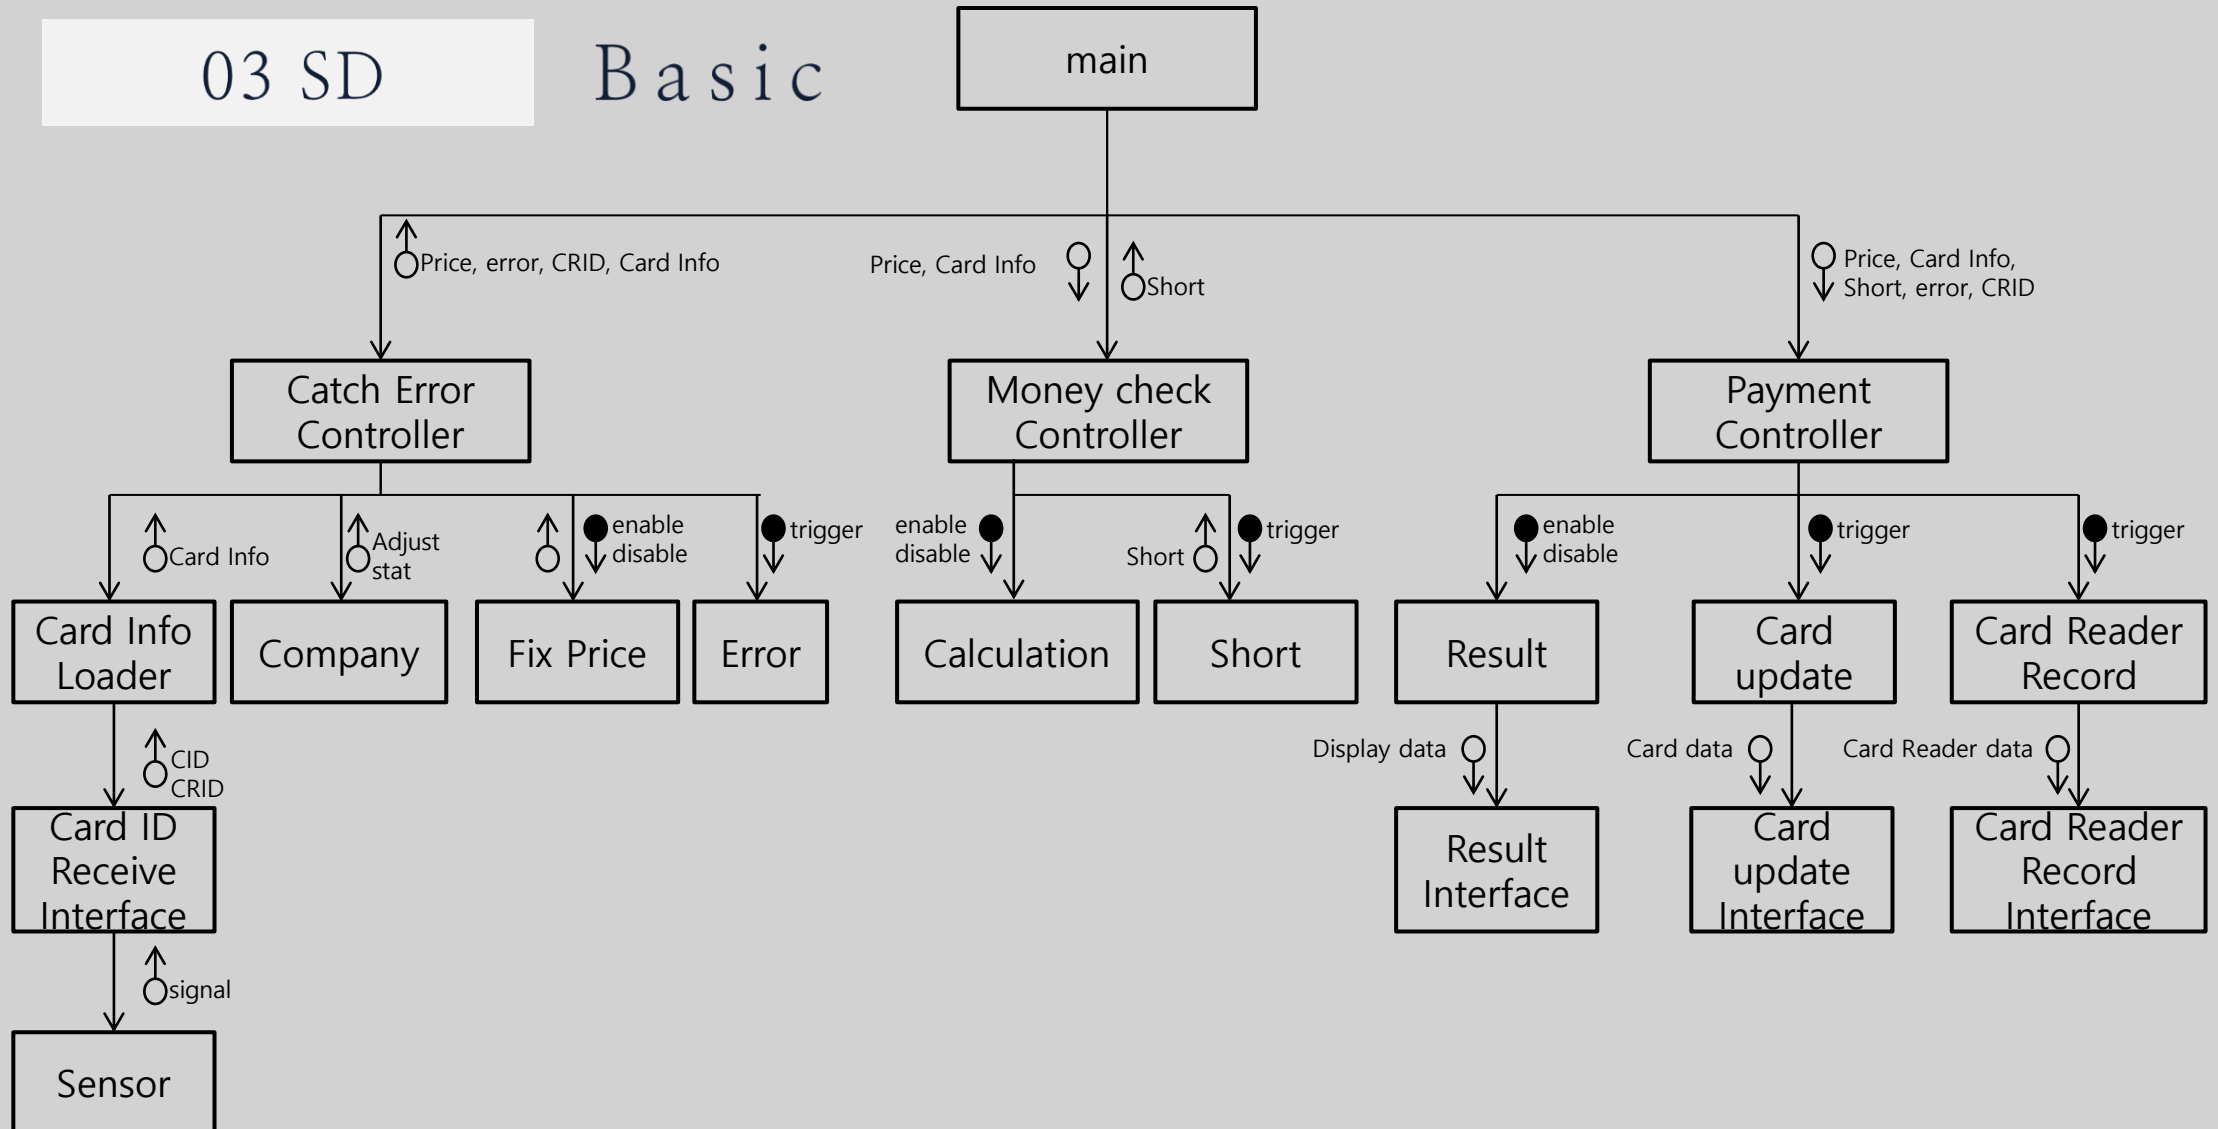 03 SD
Basic
main
Price, error, CRID, Card Info
Price, Card Info
Short
Price, Card Info,
Short, error, CRID
Catch Error
Controller
Money check
Controller
Payment
Controller
Card Info
Adjust
stat
enable
disable
trigger
enable
disable
Short
trigger
enable
disable
trigger
trigger
Card Info
Loader
Company
Fix Price
Error
Calculation
Short
Result
Card
update
Card Reader
Record
CID
CRID
Display data
Card data
Card Reader data
Card ID
Receive
Interface
Result
Interface
Card
update
Interface
Card Reader
Record
Interface
signal
Sensor